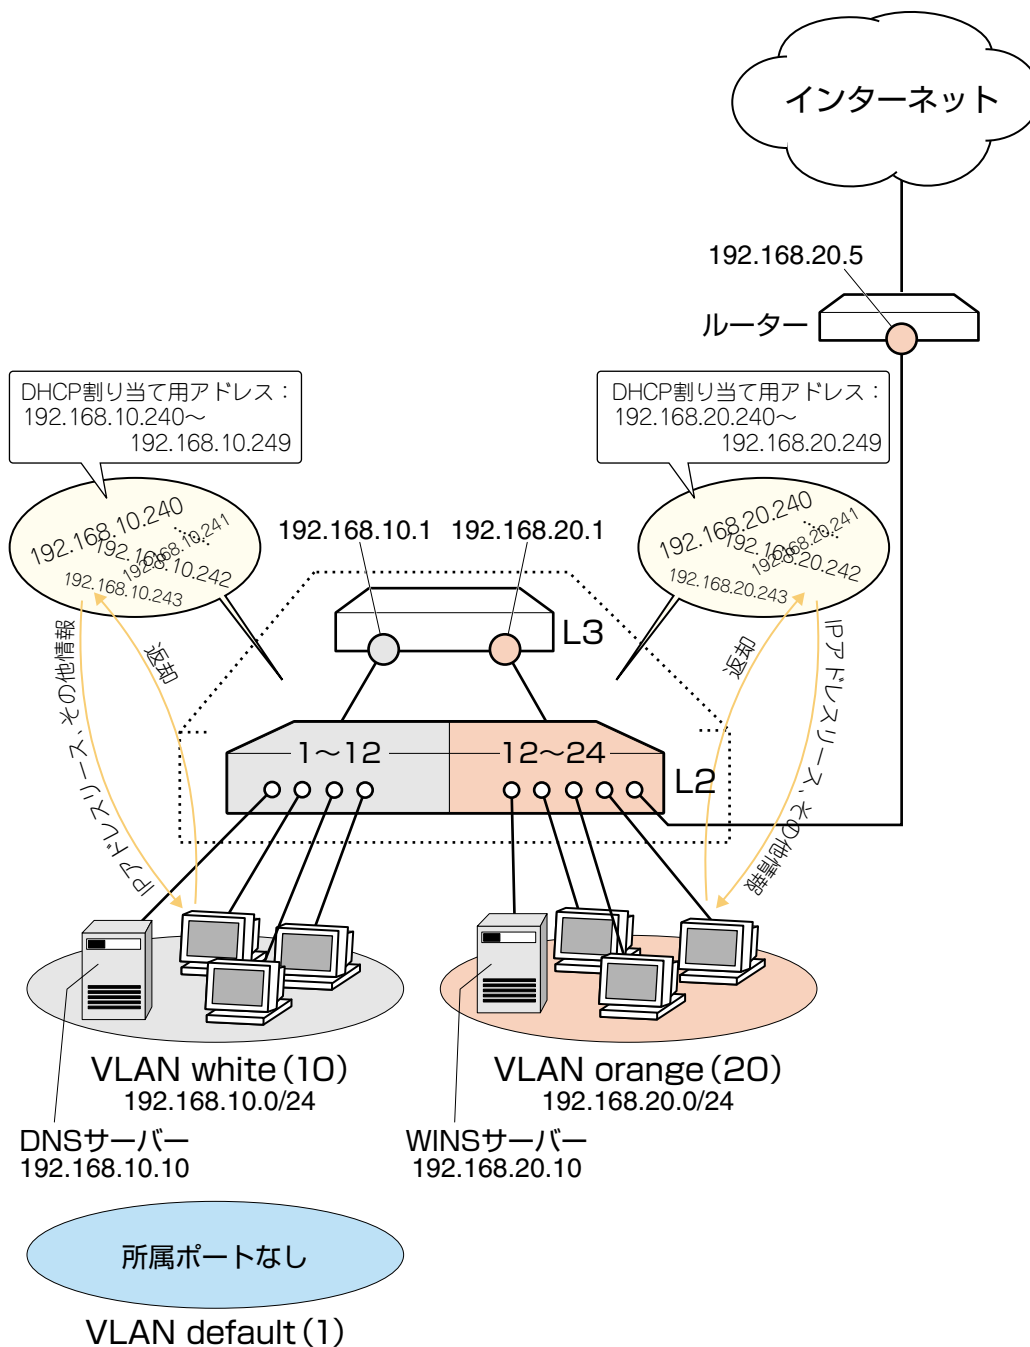 インターネット
192.168.20.5
ルーター
DHCP割り当て用アドレス：
192.168.10.240〜
192.168.10.249
DHCP割り当て用アドレス：
192.168.20.240〜
192.168.20.249
192.168.10.240
192.168.10.241
192.168.10.242
192.168.10.243
……
192.168.20.240
192.168.20.241
192.168.20.242
192.168.20.243
……
192.168.10.1
192.168.20.1
L3
IPアドレスリース、その他情報
返却
返却
IPアドレスリース、その他情報
1〜12
12〜24
L2
VLAN white(10)
192.168.10.0/24
VLAN orange(20)
192.168.20.0/24
DNSサーバー
192.168.10.10
WINSサーバー
192.168.20.10
所属ポートなし
VLAN default(1)